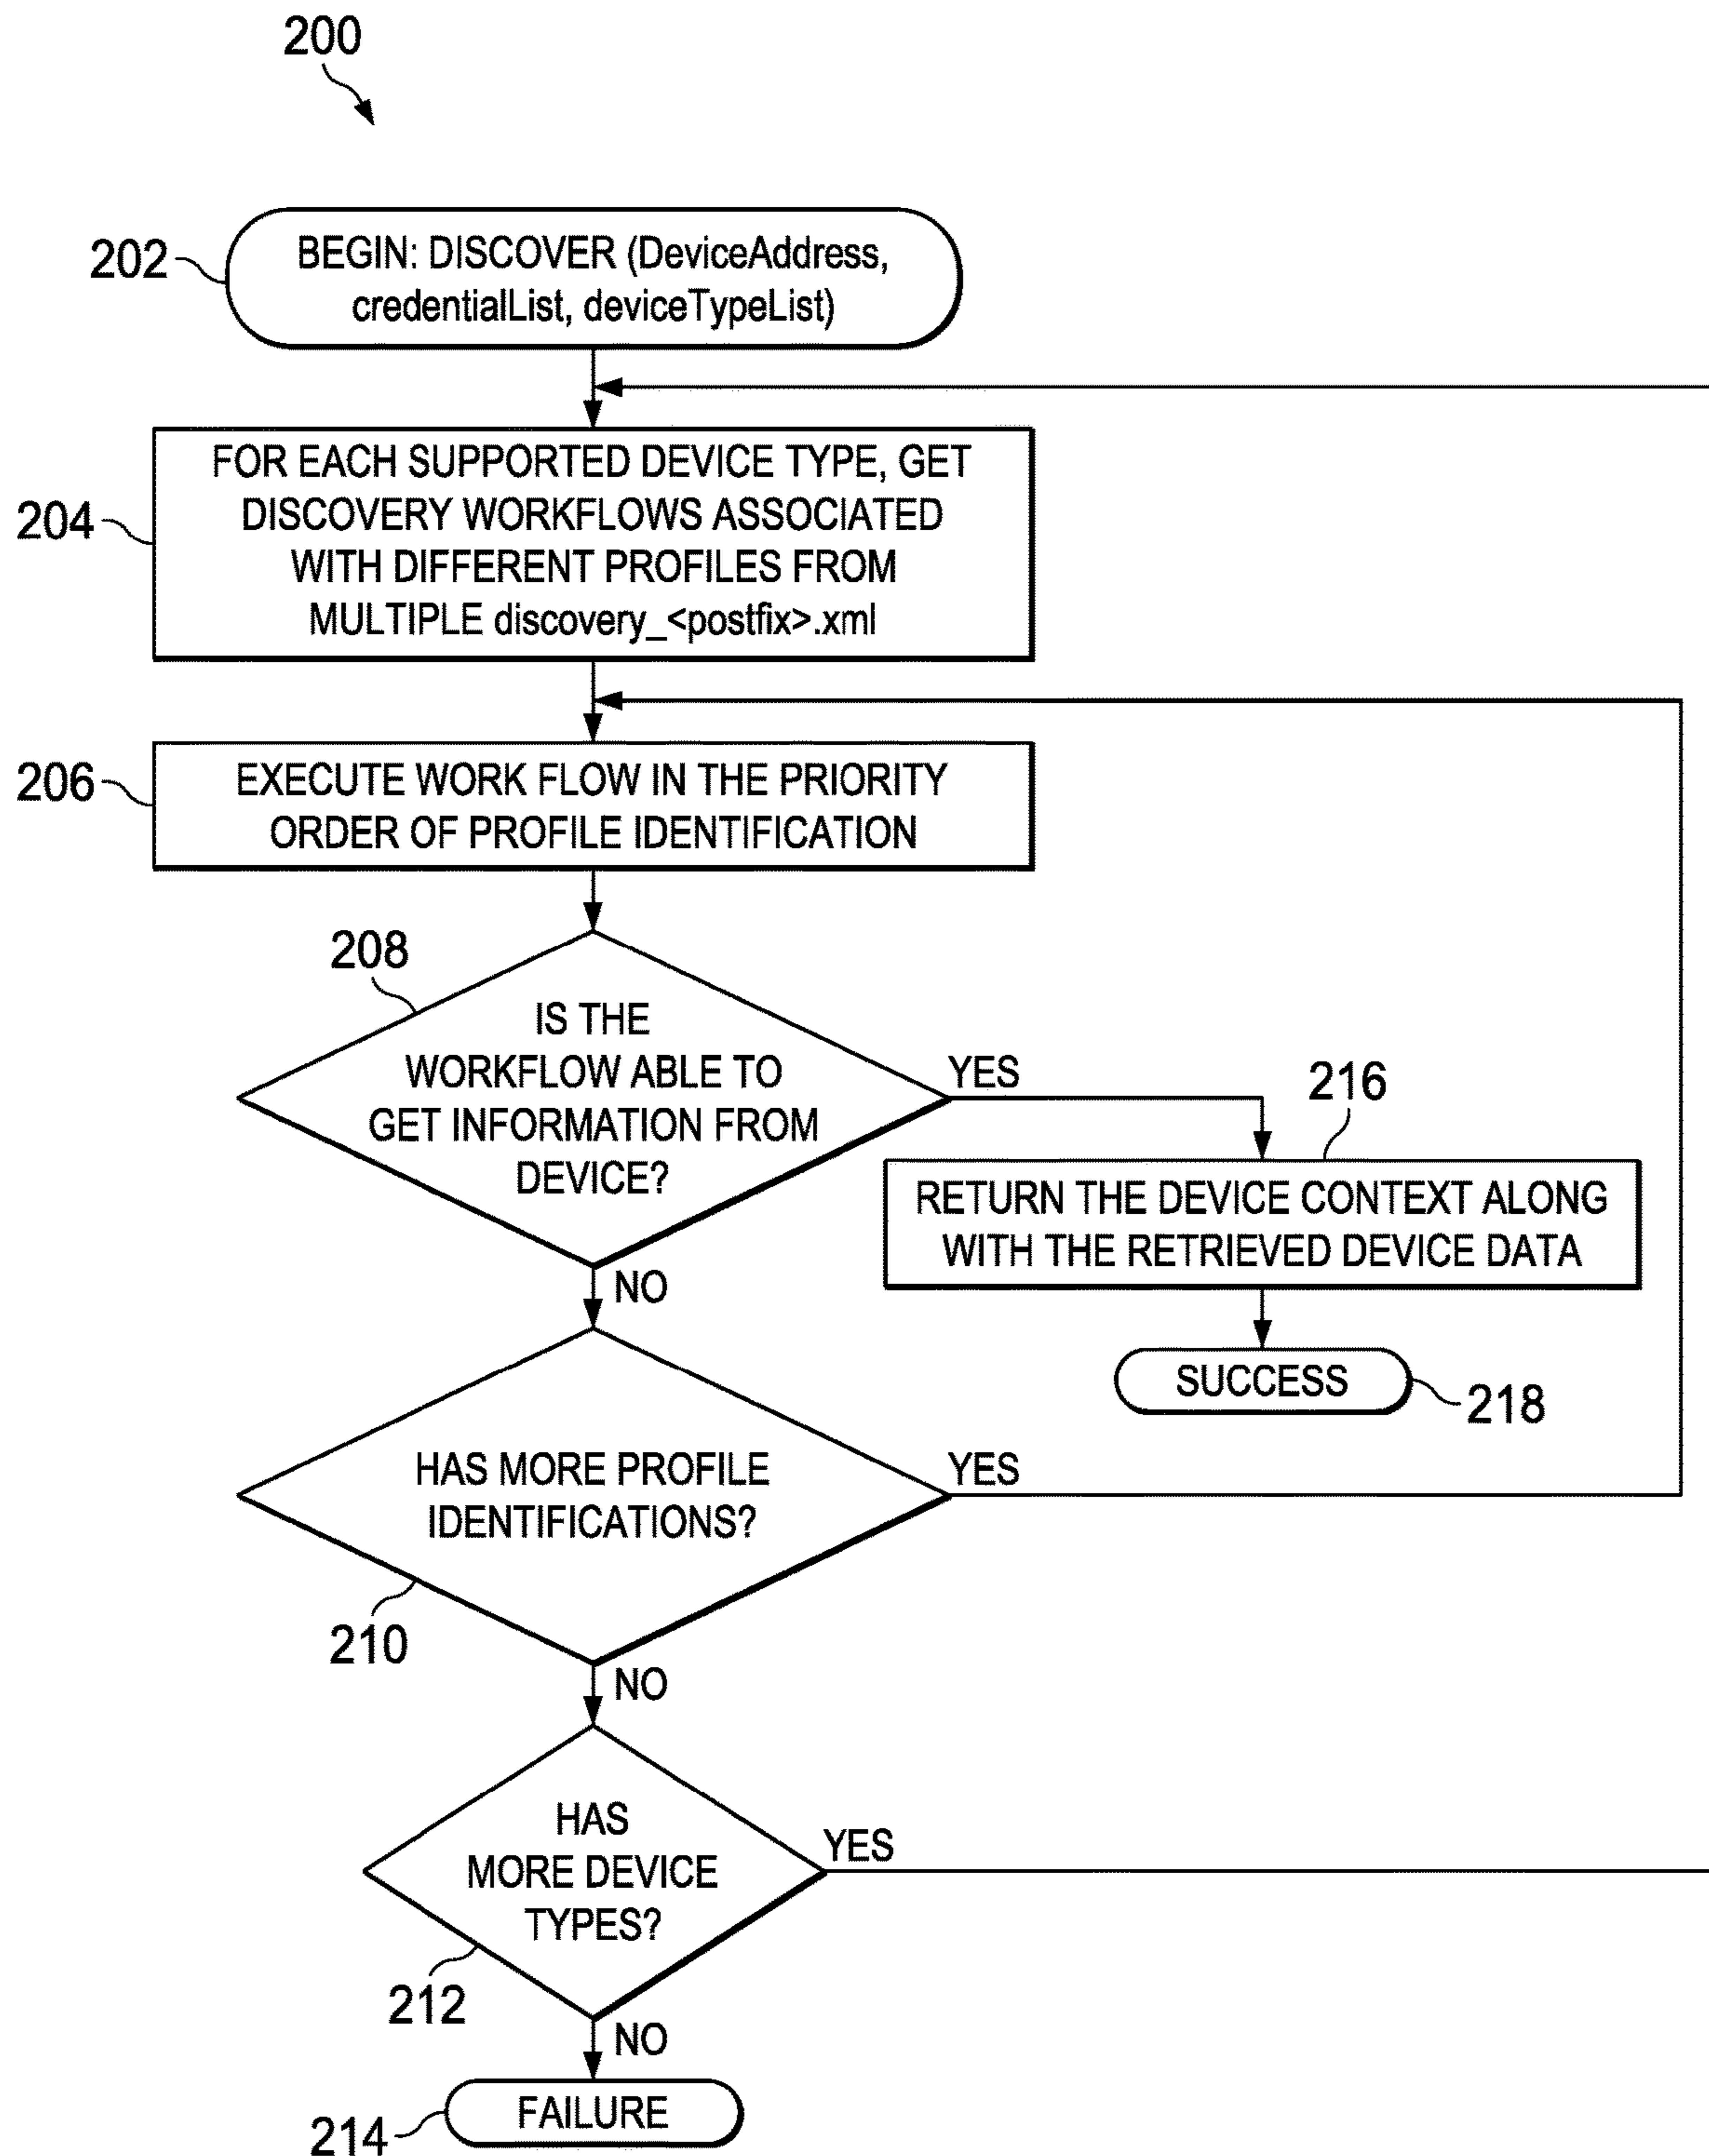 200
202
BEGIN: DISCOVER (DeviceAddress,
credentialList, deviceTypeList)
204
FOR EACH SUPPORTED DEVICE TYPE, GET
DISCOVERY WORKFLOWS ASSOCIATED
WITH DIFFERENT PROFILES FROM
MULTIPLE discovery_<postfix>.xml
206
EXECUTE WORK FLOW IN THE PRIORITY
ORDER OF PROFILE IDENTIFICATION
208
IS THE
WORKFLOW ABLE TO
GET INFORMATION FROM
DEVICE?
YES
216
RETURN THE DEVICE CONTEXT ALONG
WITH THE RETRIEVED DEVICE DATA
SUCCESS
218
NO
HAS MORE PROFILE
IDENTIFICATIONS?
YES
210
NO
HAS
MORE DEVICE
TYPES?
YES
212
NO
FAILURE
214